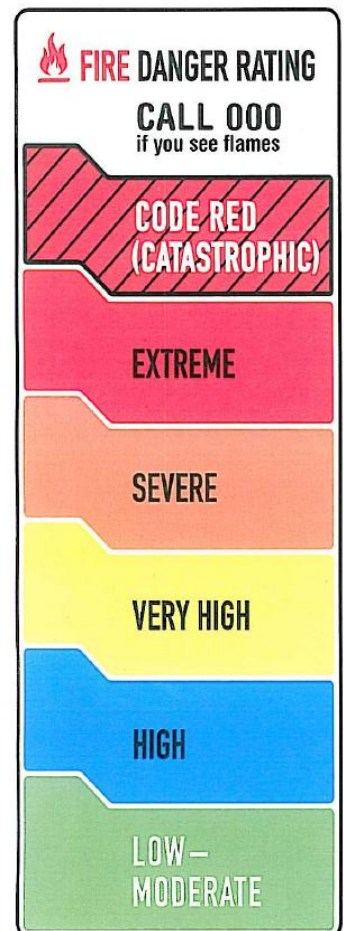 FIRE DANGER RATING
CALL 000
if you see flames
CODE RED
(CATASTROPHIC)
EXTREME
SEVERE
VERY HIGH
HIGH
LOW–
MODERATE